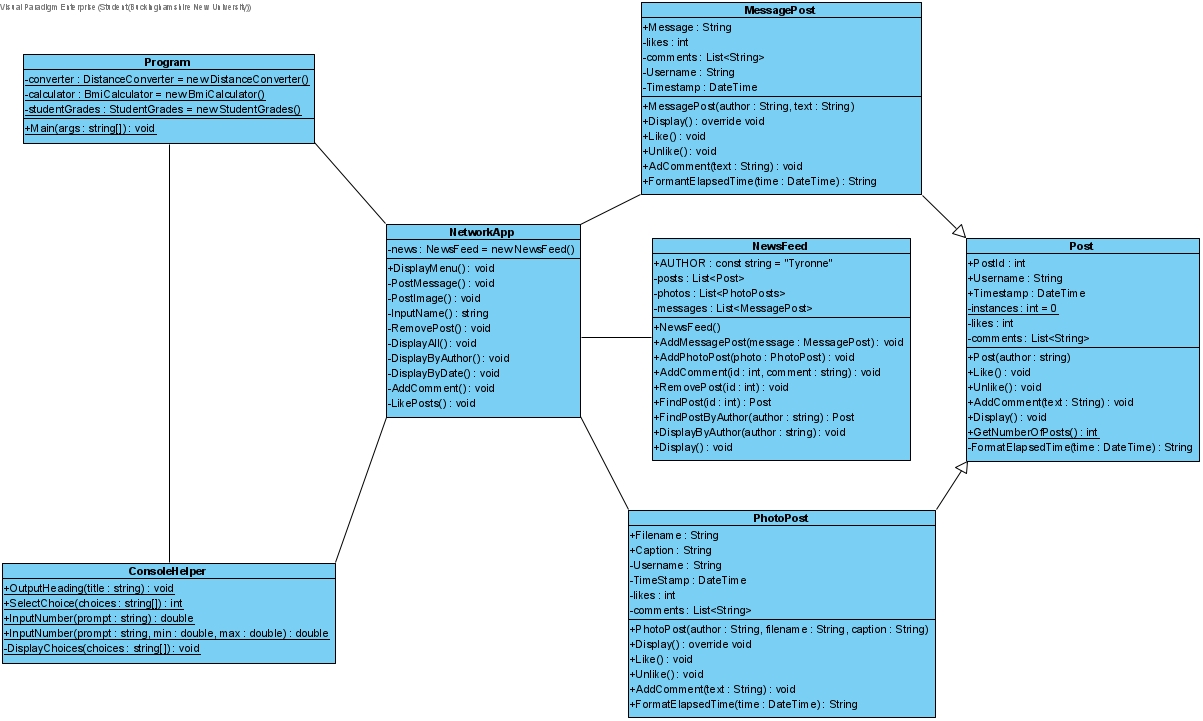 Visual Paradigm Enterprise (Student(Buckinghamshire New University))
MessagePost
+Message : String
-likes : int
-comments : List<String>
-Username : String
-Timestamp : DateTime
+MessagePost(author : String, text : String)
+Display() : override void
+Like() : void
+Unlike() : void
+AdComment(text : String) : void
+FormantElapsedTime(time : DateTime) : String
Program
-converter : DistanceConverter = new DistanceConverter()
-calculator : BmiCalculator = new BmiCalculator()
-studentGrades : StudentGrades = new StudentGrades()
+Main(args : string[]) : void
NetworkApp
-news : NewsFeed = new NewsFeed()
+DisplayMenu() : void
-PostMessage() : void
-PostImage() : void
-InputName() : string
-RemovePost() : void
-DisplayAll() : void
-DisplayByAuthor() : void
-DisplayByDate() : void
-AddComment() : void
-LikePosts() : void
NewsFeed
+AUTHOR : const string = "Tyronne"
-posts : List<Post>
-photos : List<PhotoPosts>
-messages : List<MessagePost>
+NewsFeed()
+AddMessagePost(message : MessagePost) : void
+AddPhotoPost(photo : PhotoPost) : void
+AddComment(id : int, comment : string) : void
+RemovePost(id : int) : void
+FindPost(id : int) : Post
+FindPostByAuthor(author : string) : Post
+DisplayByAuthor(author : string) : void
+Display() : void
Post
+PostId : int
+Username : String
+Timestamp : DateTime
-instances : int = 0
-likes : int
-comments : List<String>
+Post(author : string)
+Like() : void
+Unlike() : void
+AddComment(text : String) : void
+Display() : void
+GetNumberOfPosts() : int
-FormatElapsedTime(time : DateTime) : String
ConsoleHelper
+OutputHeading(title : string) : void
+SelectChoice(choices : string[]) : int
+InputNumber(prompt : string) : double
+InputNumber(prompt : string, min : double, max : double) : double
-DisplayChoices(choices : string[]) : void
PhotoPost
+Filename : String
+Caption : String
-Username : String
-TimeStamp : DateTime
-likes : int
-comments : List<String>
+PhotoPost(author : String, filename : String, caption : String)
+Display() : override void
+Like() : void
+Unlike() : void
+AddComment(text : String) : void
+FormatElapsedTime(time : DateTime) : String